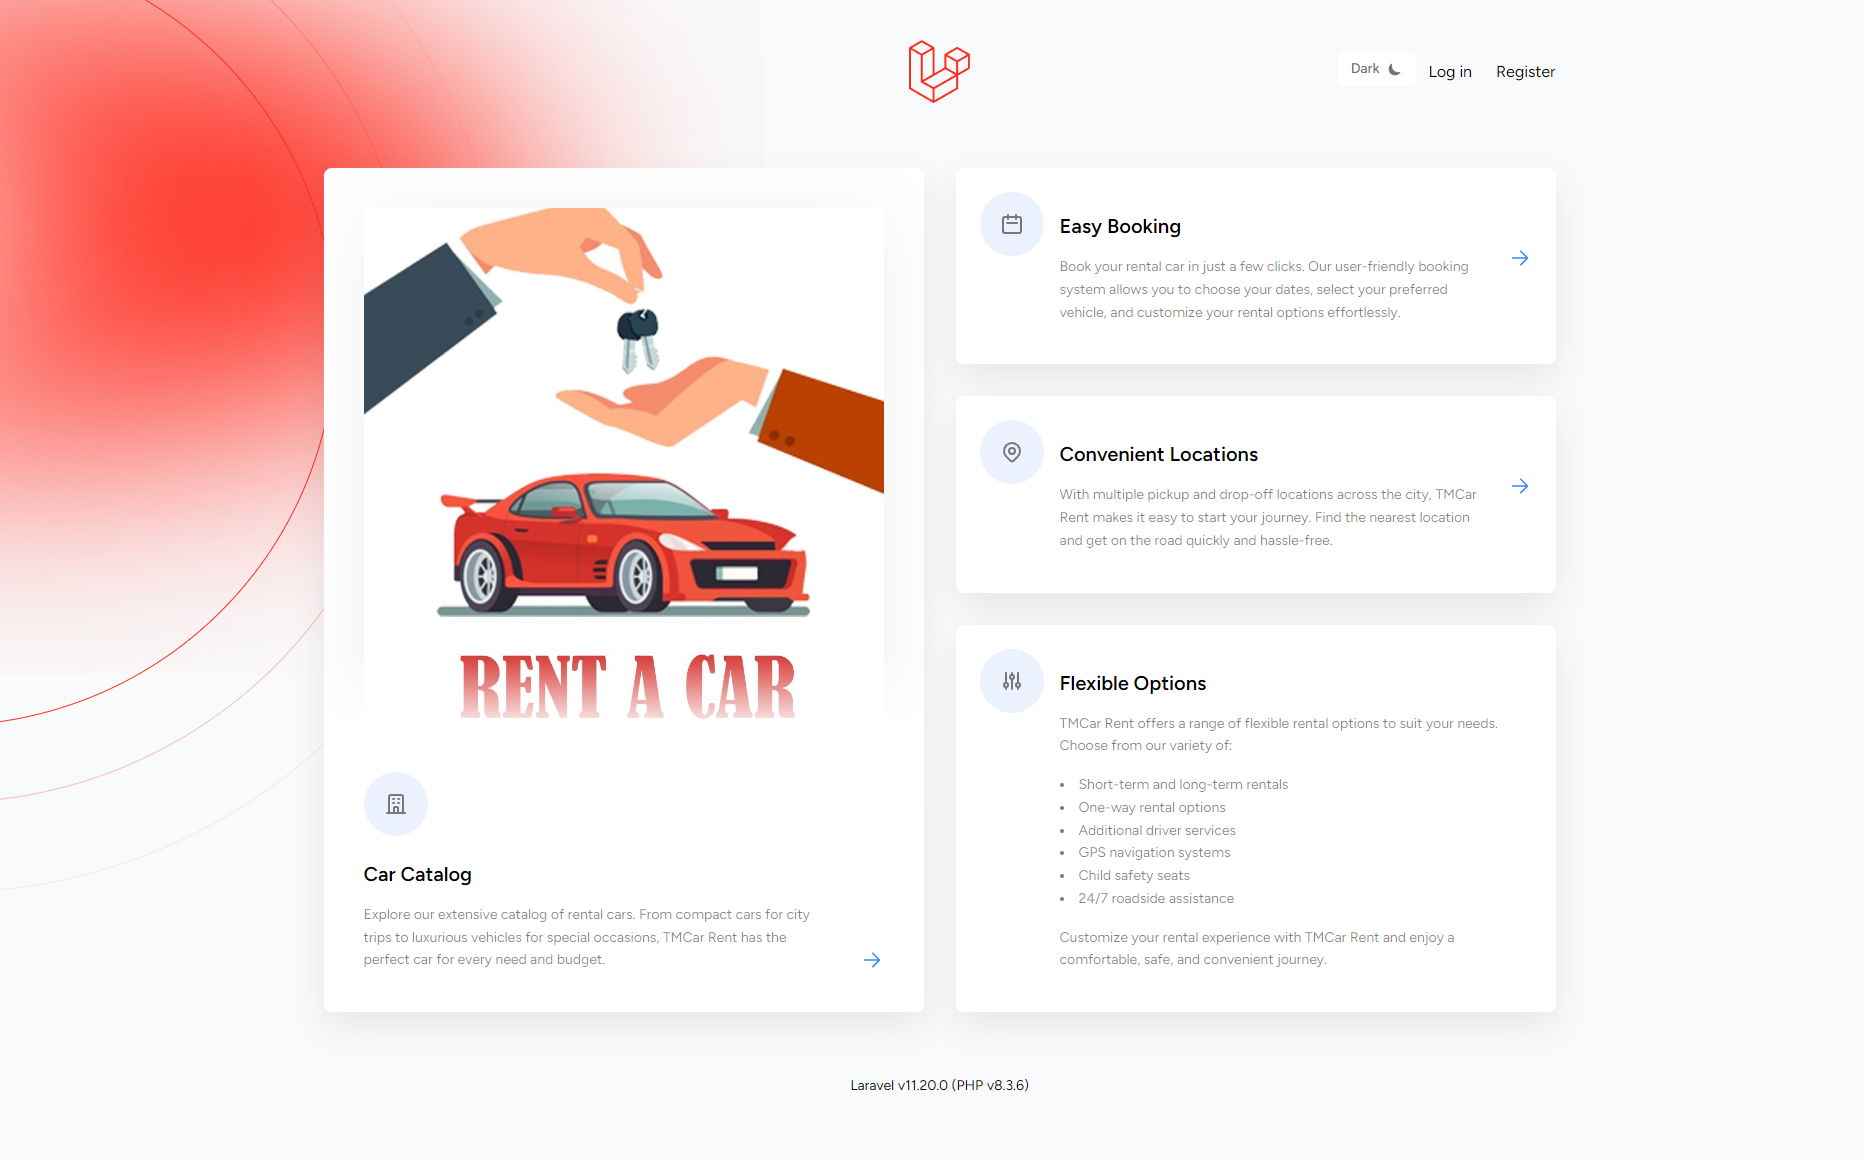 Dark
Log in
Register
RENT A CAR
Car Catalog
Explore our extensive catalog of rental cars. From compact cars for city
trips to luxurious vehicles for special occasions, TMCar Rent has the
perfect car for every need and budget.
Easy Booking
Book your rental car in just a few clicks. Our user-friendly booking
system allows you to choose your dates, select your preferred
vehicle, and customize your rental options effortlessly.
Convenient Locations
With multiple pickup and drop-off locations across the city, TMCar
Rent makes it easy to start your journey. Find the nearest location
and get on the road quickly and hassle-free.
Flexible Options
TMCar Rent offers a range of flexible rental options to suit your needs.
Choose from our variety of:
• Short-term and long-term rentals
• One-way rental options
• Additional driver services
• GPS navigation systems
• Child safety seats
• 24/7 roadside assistance
Customize your rental experience with TMCar Rent and enjoy a
comfortable, safe, and convenient journey.
Laravel v11.20.0 (PHP v8.3.6)